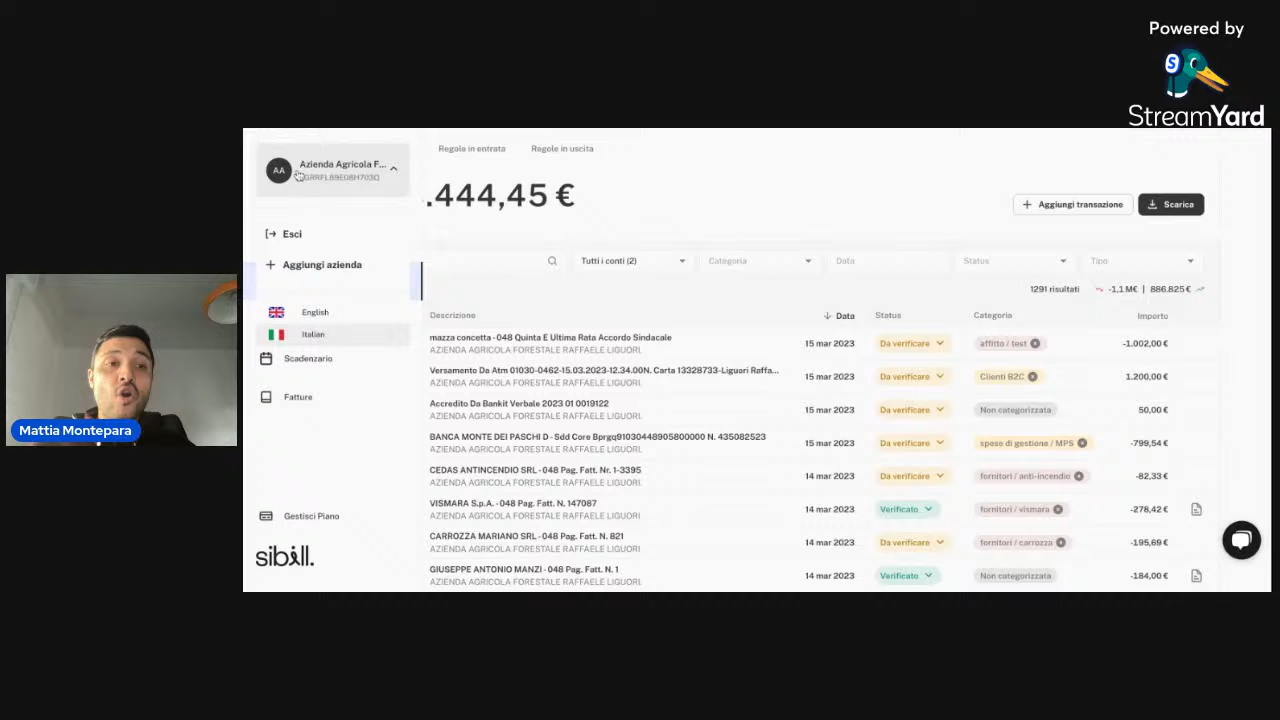 Powered by
StreamYard
Azienda Agricola F...
Regole in entrata
Regole in uscita
.444,45 €
Aggiungi transazione
Scarica
AA
Esci
Aggiungi azienda
English
Italian
Scadenzario
Fatture
Gestisci Piano
sibill.
Tutti i conti (2)
Categoria
Data
Status
Tipo
1291 risultati
-1,1 M€ | 886.825 €
Descrizione
Data
Status
Categoria
Importo
mazza concetta - 048 Quinta E Ultima Rata Accordo Sindacale
AZIENDA AGRICOLA FORESTALE RAFFAELE LIGUORI.
15 mar 2023
Da verificare
affitto / test
-1.002,00 €
Versamento Da Atm 01030-0462-15.03.2023-12.34.00N. Carta 13328733-Liguori Raffa...
AZIENDA AGRICOLA FORESTALE RAFFAELE LIGUORI.
15 mar 2023
Da verificare
Clienti B2C
1.200,00 €
Accredito Da Bankit Verbale 2023 01 0019122
AZIENDA AGRICOLA FORESTALE RAFFAELE LIGUORI.
15 mar 2023
Da verificare
Non categorizzata
50,00 €
BANCA MONTE DEI PASCHI D - Sdd Core Bprgq91030448905800000 N. 435082523
AZIENDA AGRICOLA FORESTALE RAFFAELE LIGUORI.
15 mar 2023
Da verificare
spese di gestione / MPS
-799,54 €
CEDAS ANTINCENDIO SRL - 048 Pag. Fatt. Nr. 1-3395
AZIENDA AGRICOLA FORESTALE RAFFAELE LIGUORI.
14 mar 2023
Da verificare
fornitori / anti-incendio
-82,33 €
VISMARA S.p.A. - 048 Pag. Fatt. N. 147087
AZIENDA AGRICOLA FORESTALE RAFFAELE LIGUORI
14 mar 2023
Verificato
fornitori / vismara
-278,42 €
CARROZZA MARIANO SRL - 048 Pag. Fatt. N. 821
AZIENDA AGRICOLA FORESTALE RAFFAELE LIGUORI
14 mar 2023
Da verificare
fornitori / carrozza
-195,69 €
GIUSEPPE ANTONIO MANZI - 048 Pag. Fatt. N. 1
AZIENDA AGRICOLA FORESTALE RAFFAELE LIGUORI
14 mar 2023
Verificato
Non categorizzata
-184,00 €
Mattia Montepara